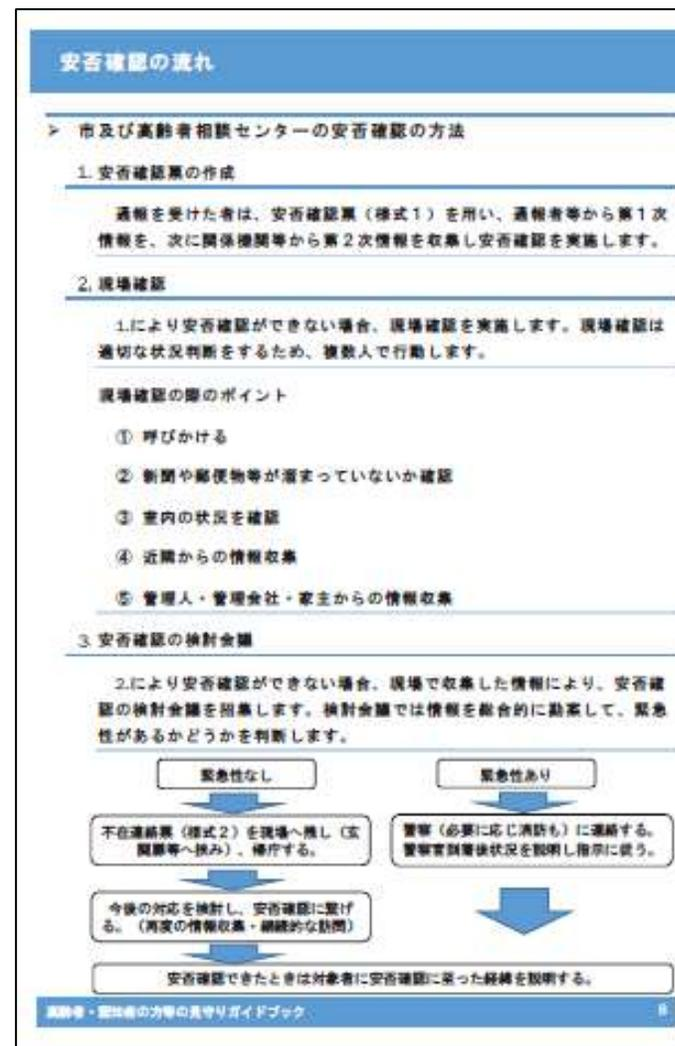 安否確認の流れ
➢ 市及び高齢者相談センターの安否確認の方法
1. 安否確認票の作成
通報を受けた者は、安否確認票（様式１）を用い、通報者等から第１次
情報を、次に関係機関等から第２次情報を収集し安否確認を実施します。
2. 現場確認
1.により安否確認ができない場合、現場確認を実施します。現場確認は
適切な状況判断をするため、複数人で行動します。
現場確認の際のポイント
① 呼びかける
② 新聞や郵便物等が溜まっていないか確認
③ 室内の状況を確認
④ 近隣からの情報収集
⑤ 管理人・管理会社・家主からの情報収集
3. 安否確認の検討会議
2.により安否確認ができない場合、現場で収集した情報により、安否確
認の検討会議を招集します。検討会議では情報を総合的に勘案して、緊急
性があるかどうかを判断します。
緊急性なし
不在連絡票（様式２）を現場へ残し（玄
関扉等へ挟み）、帰庁する。
今後の対応を検討し、安否確認に繋げ
る。（再度の情報収集・継続的な訪問）
緊急性あり
警察（必要に応じ消防も）に連絡する。
警察官到着後状況を説明し指示に従う。
安否確認できたときは対象者に安否確認に至った経緯を説明する。
高齢者・認知症の方等の見守りガイドブック